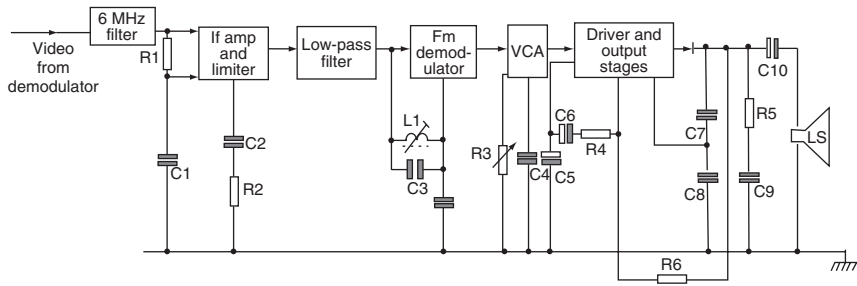 Video
from
demodulator
6 MHz
filter
R1
C1
If amp
and
limiter
C2
R2
Low-pass
filter
L1
C3
Fm
demod-
ulator
VCA
R3
C4
C5
C6
R4
Driver and
output
stages
R6
C7
C8
R5
C9
C10
LS